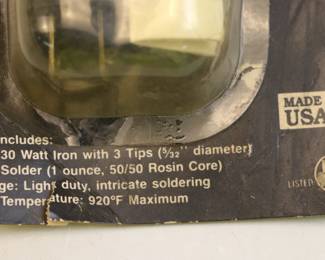 MADE
USA
ncludes:
30 Watt Iron with 3 Tips (5/32" diameter)
Solder (1 ounce, 50/50 Rosin Core)
ge: Light duty, intricate soldering
Temperature: 920°F Maximum
LISTED